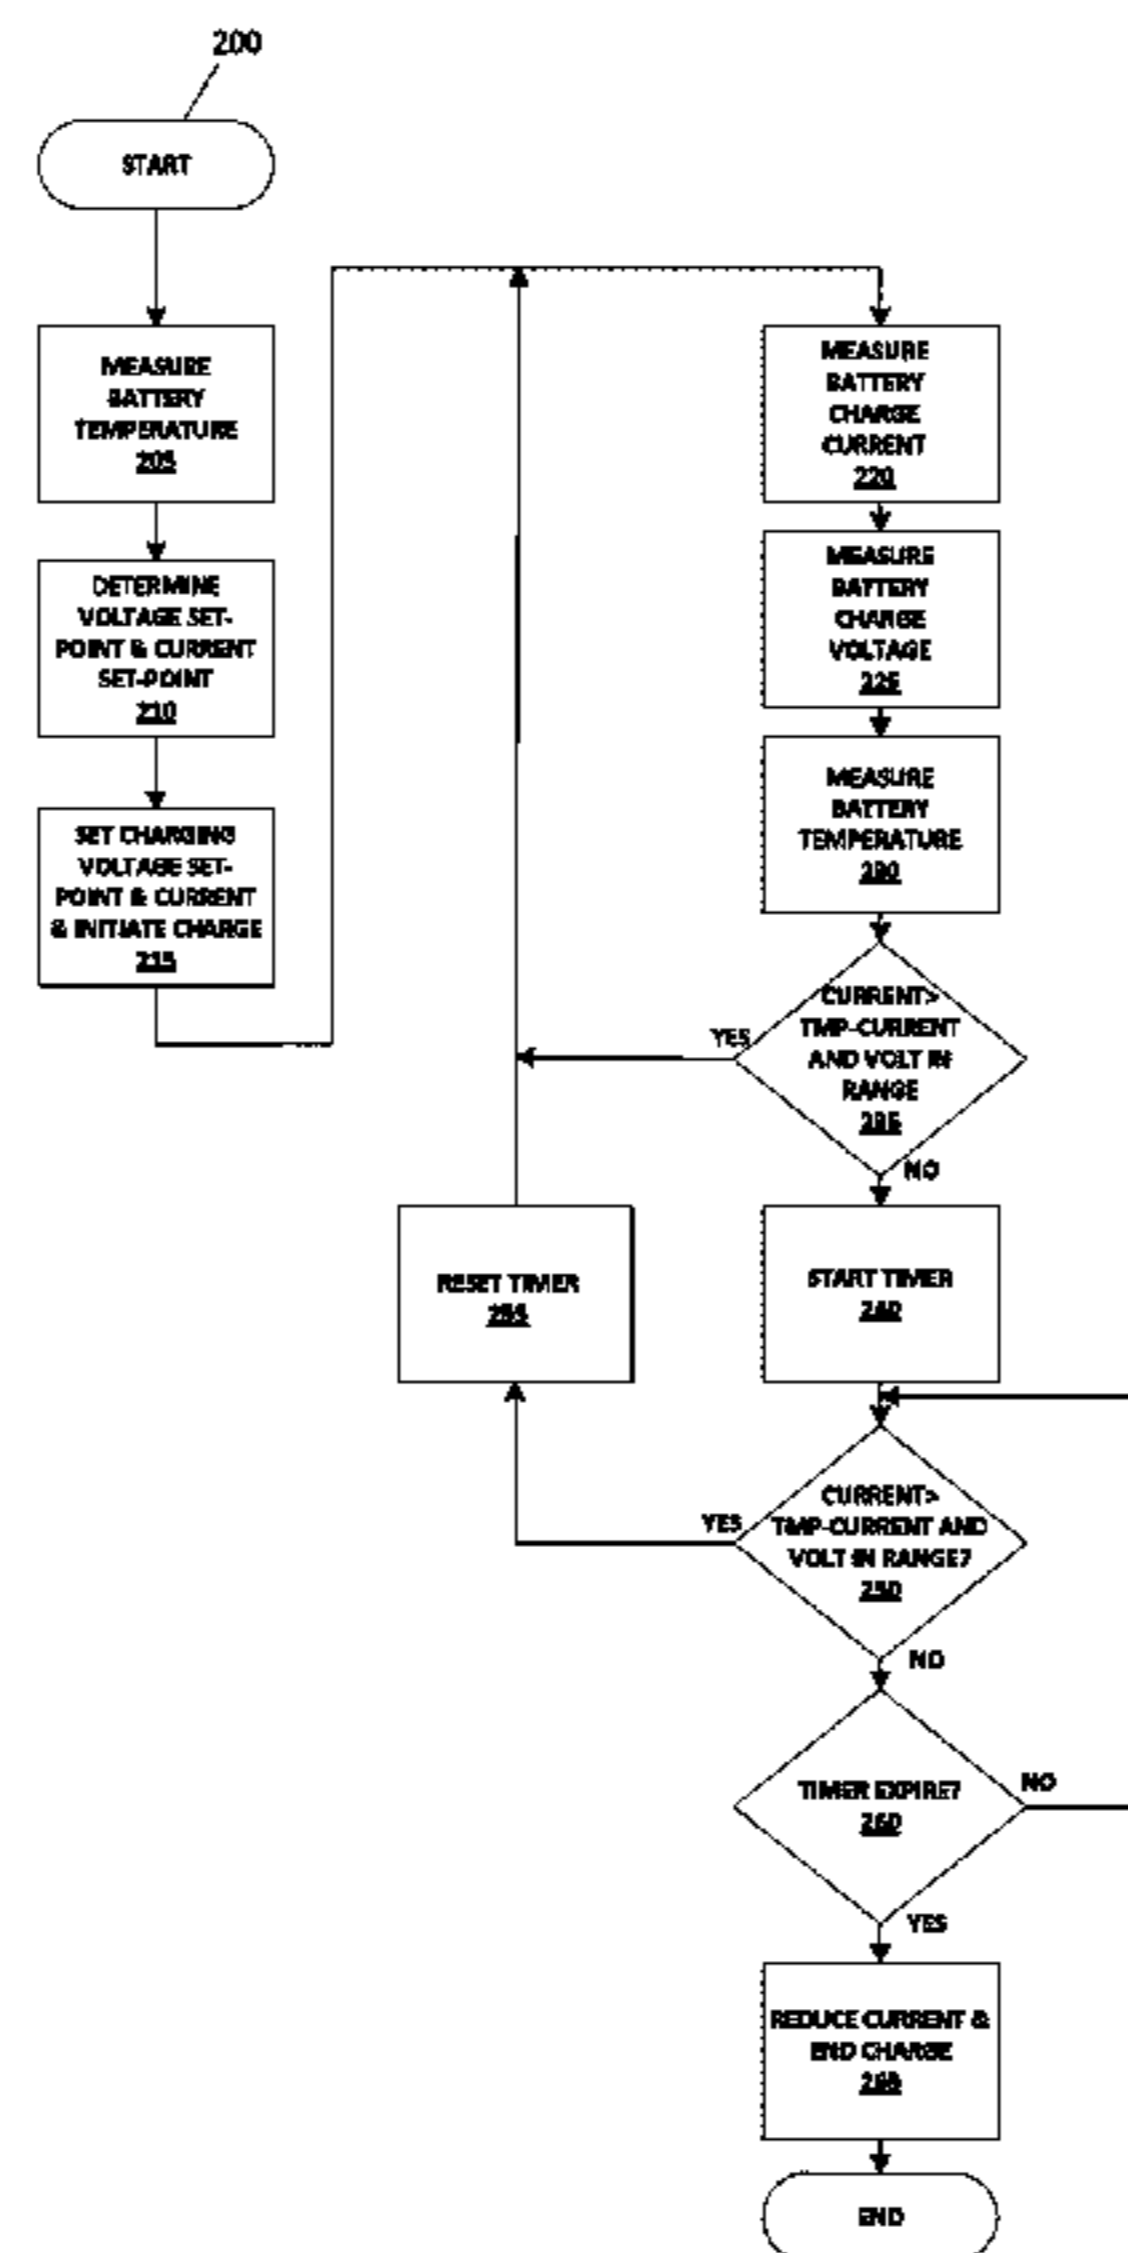 200
START
MEASURE
BATTERY
TEMPERATURE
205
DETERMINE
VOLTAGE SET-
POINT & CURRENT
SET-POINT
210
SET CHARGING
VOLTAGE SET-
POINT & CURRENT
& INITIATE CHARGE
215
MEASURE
BATTERY
CHARGE
CURRENT
220
MEASURE
BATTERY
CHARGE
VOLTAGE
225
MEASURE
BATTERY
TEMPERATURE
230
CURRENT>
TMP-CURRENT
AND VOLT IN
RANGE
235
YES
NO
RESET TIMER
255
START TIMER
240
CURRENT>
TMP-CURRENT AND
VOLT IN RANGE?
250
YES
NO
TIMER EXPIRE?
260
NO
YES
REDUCE CURRENT &
END CHARGE
END